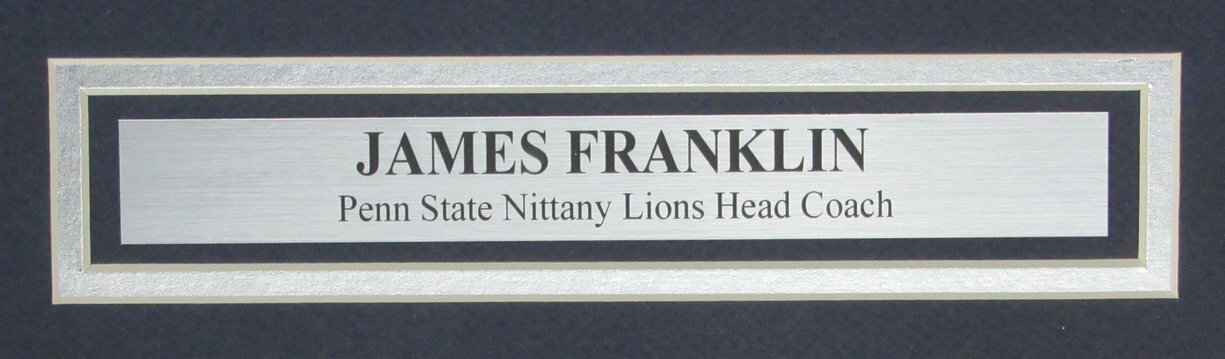 JAMES FRANKLIN
Penn State Nittany Lions Head Coach